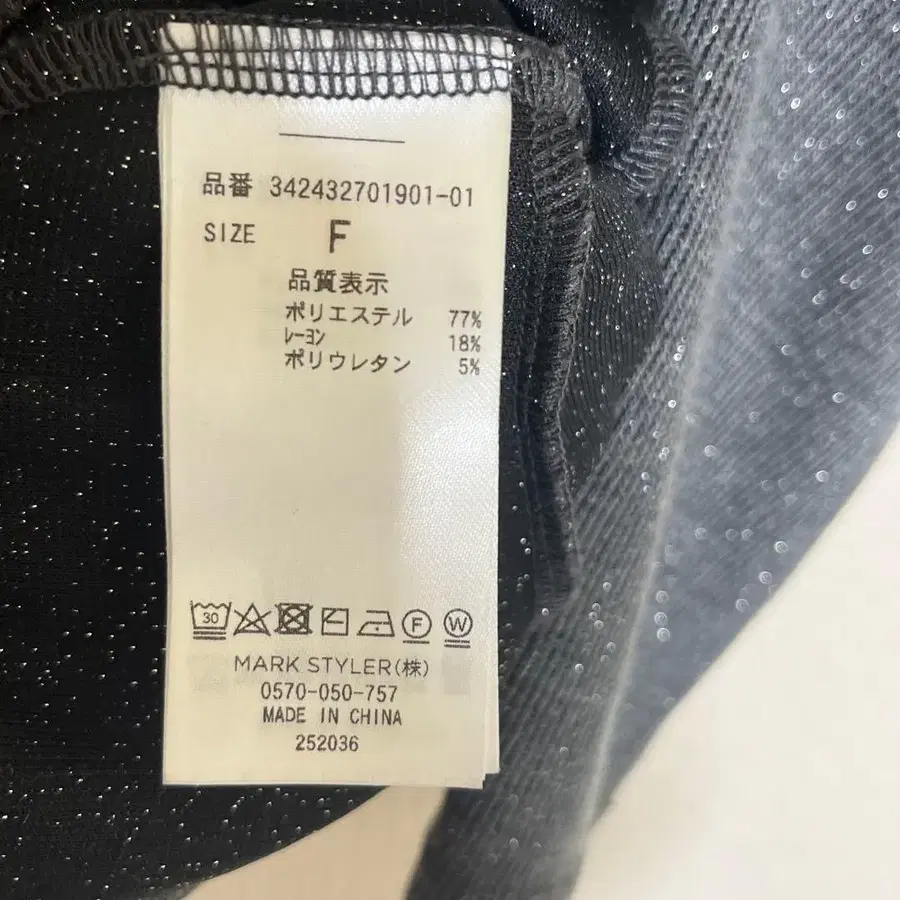 品番 342432701901-01
SIZE F
品質表示
ポリエステル 77%
ﾚｰﾖﾝ 18%
ポリウレタン 5%
30 F W
MARK STYLER(株)
0570-050-757
MADE IN CHINA
252036